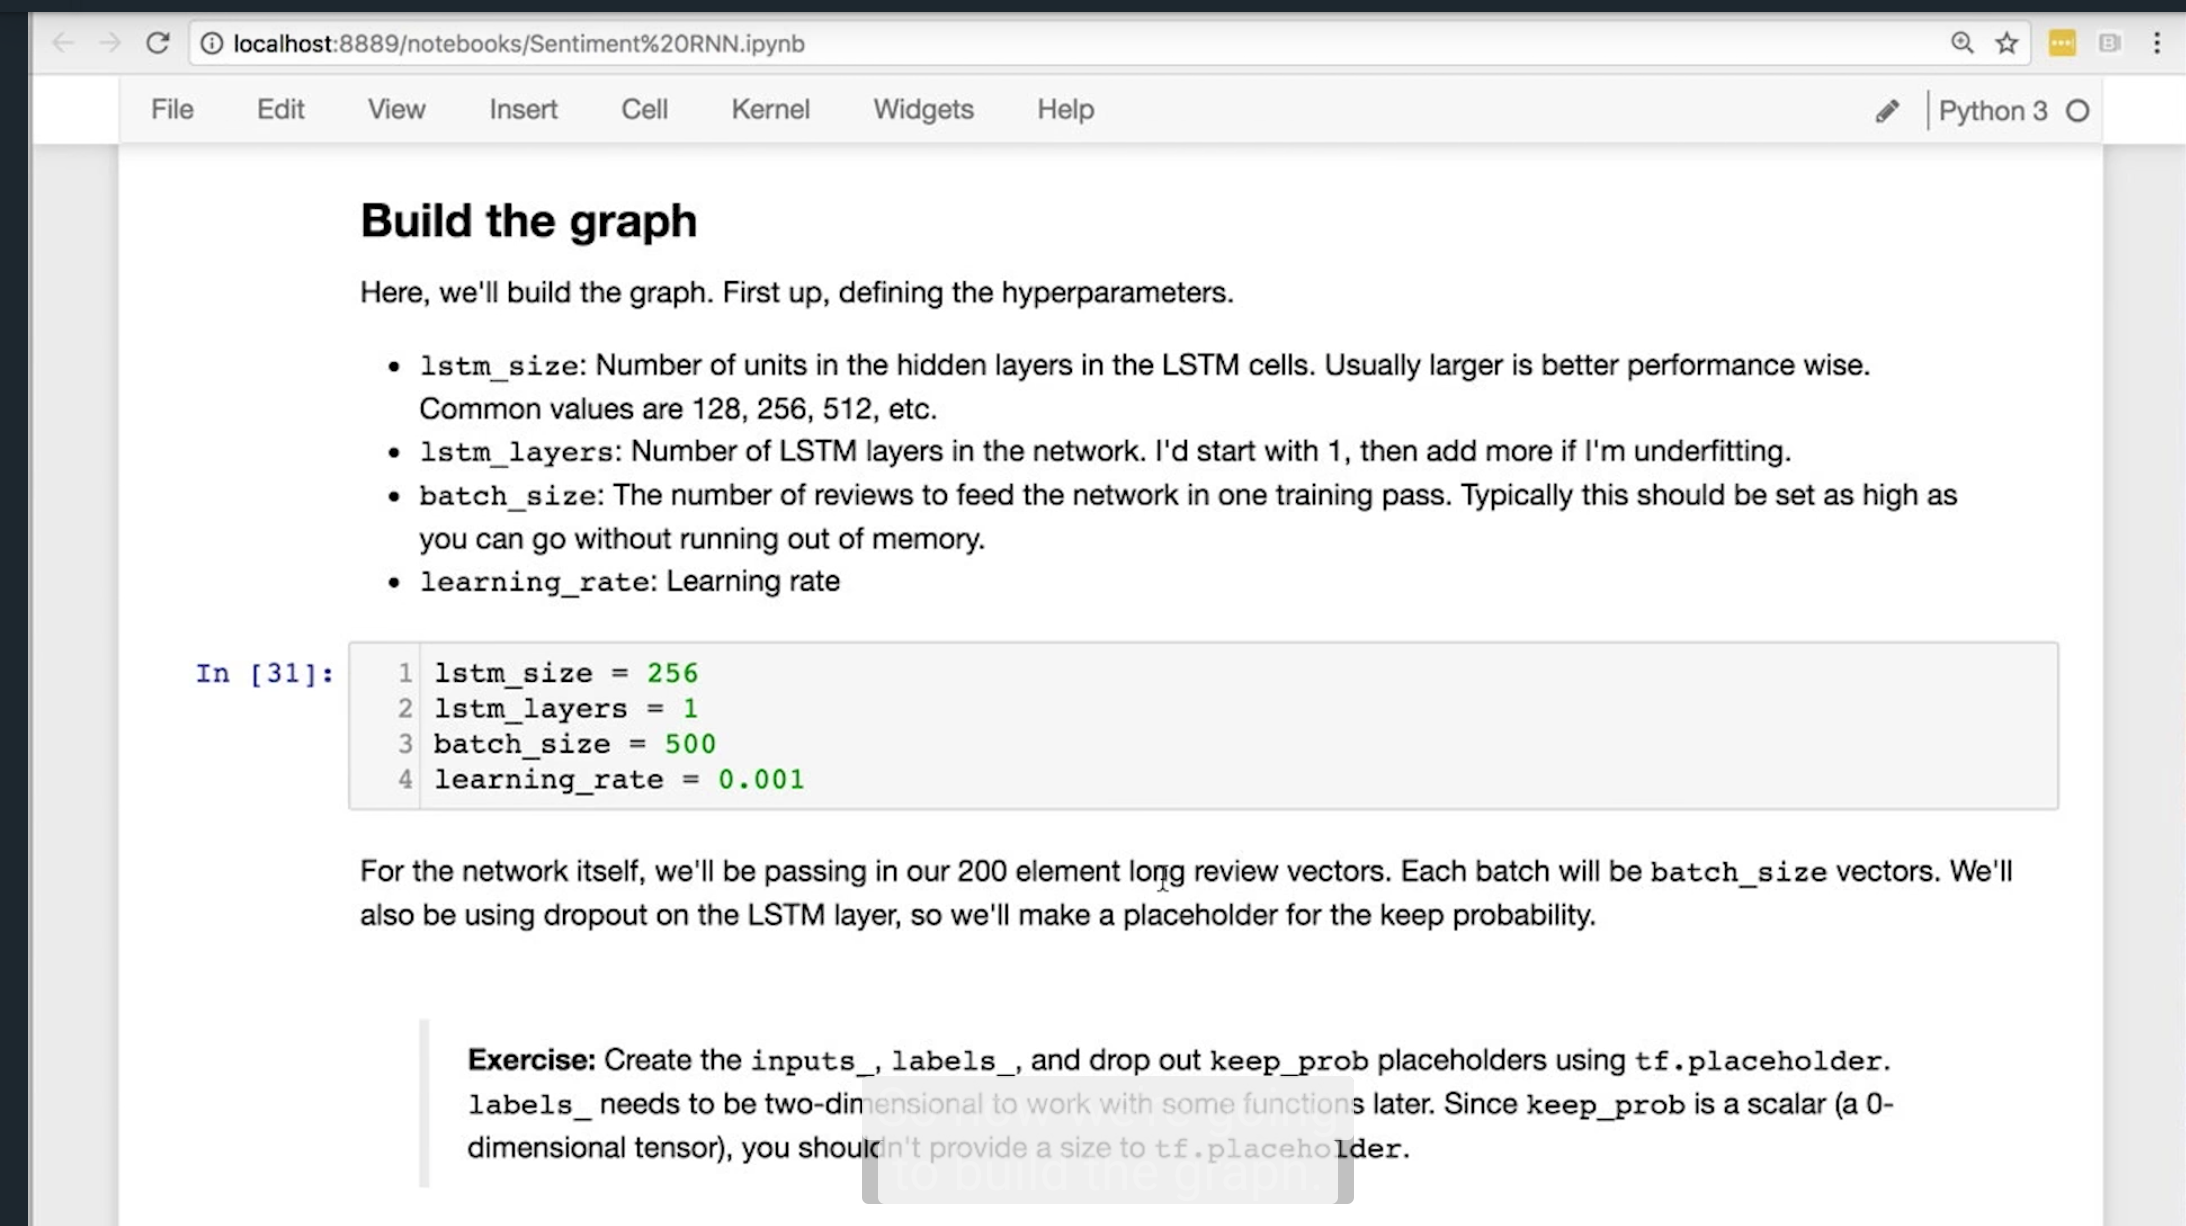 localhost:8889/notebooks/Sentiment%20RNN.ipynb
File Edit View Insert Cell Kernel Widgets Help Python 3
Build the graph
Here, we'll build the graph. First up, defining the hyperparameters.
• lstm_size: Number of units in the hidden layers in the LSTM cells. Usually larger is better performance wise.
Common values are 128, 256, 512, etc.
• lstm_layers: Number of LSTM layers in the network. I'd start with 1, then add more if I'm underfitting.
• batch_size: The number of reviews to feed the network in one training pass. Typically this should be set as high as
you can go without running out of memory.
• learning_rate: Learning rate
In [31]:
1 lstm_size = 256
2 lstm_layers = 1
3 batch_size = 500
4 learning_rate = 0.001
For the network itself, we'll be passing in our 200 element long review vectors. Each batch will be batch_size vectors. We'll
also be using dropout on the LSTM layer, so we'll make a placeholder for the keep probability.
Exercise: Create the inputs_, labels_, and drop out keep_prob placeholders using tf.placeholder.
labels_ needs to be two-dimensional to work with some functions later. Since keep_prob is a scalar (a 0-
dimensional tensor), you shouldn't provide a size to tf.placeholder.
So now we're going
to build the graph.